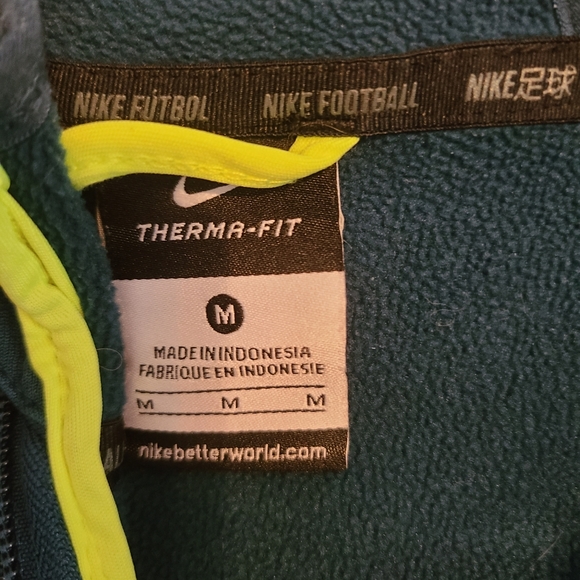 NIKE FÚTBOL NIKE FOOTBALL NIKE足球
THERMA-FIT
M
MADE IN INDONESIA
FABRIQUE EN INDONESIE
M M M
nikebetterworld.com